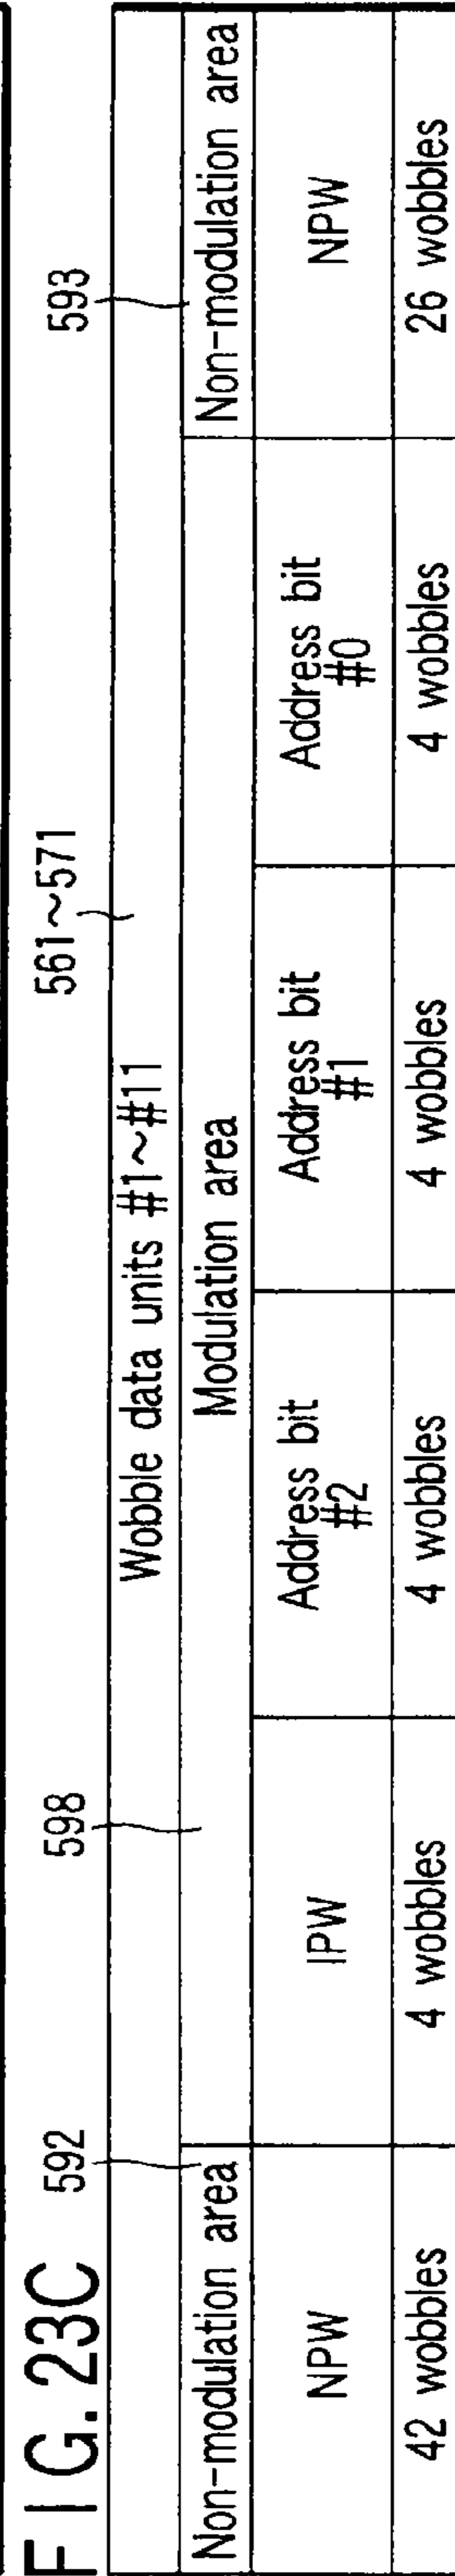 FIG. 23C
592 598 561~571 593
Wobble data units #1~#11
Non-modulation area Modulation area Non-modulation area
NPW IPW Address bit #2 Address bit #1 Address bit #0 NPW
42 wobbles 4 wobbles 4 wobbles 4 wobbles 4 wobbles 26 wobbles